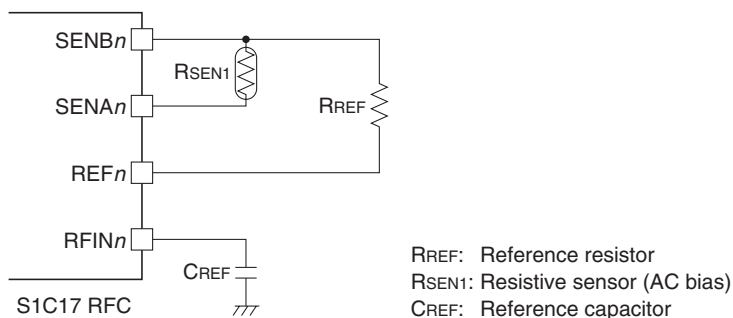 SENBn
RSEN1
SENAn
RREF
REFn
RFINn
CREF
S1C17 RFC
RREF: Reference resistor
RSEN1: Resistive sensor (AC bias)
CREF: Reference capacitor